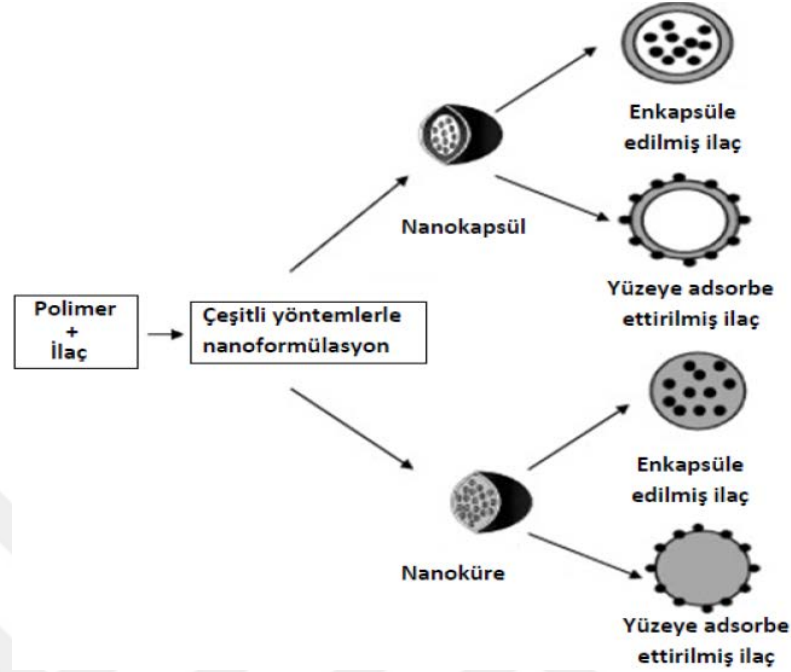 Enkapsüle
edilmiş ilaç
Nanokapsül
Yüzeye adsorbe
ettirilmiş ilaç
Polimer
+
İlaç
Çeşitli yöntemlerle
nanoformülasyon
Enkapsüle
edilmiş ilaç
Nanoküre
Yüzeye adsorbe
ettirilmiş ilaç